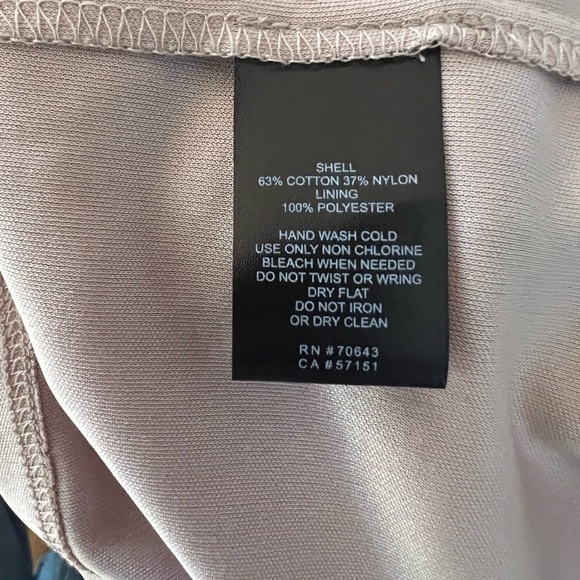 SHELL
63% COTTON 37% NYLON
LINING
100% POLYESTER
HAND WASH COLD
USE ONLY NON CHLORINE
BLEACH WHEN NEEDED
DO NOT TWIST OR WRING
DRY FLAT
DO NOT IRON
OR DRY CLEAN
RN #70643
CA #57151